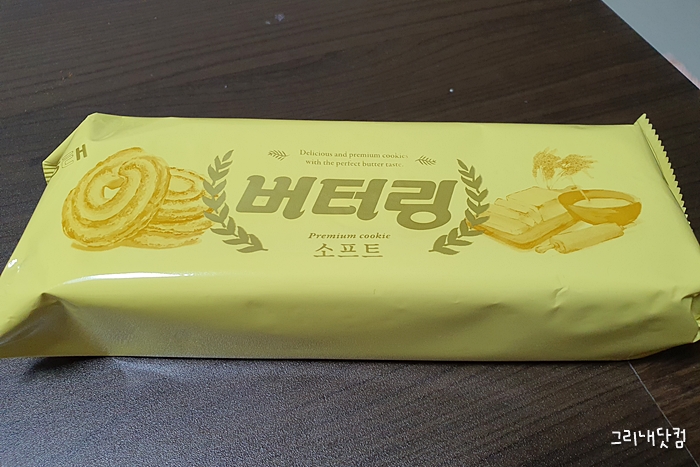 Delicious and premium cookies
with the perfect butter taste.
버터링
Premium cookie
소프트
그리내닷컴